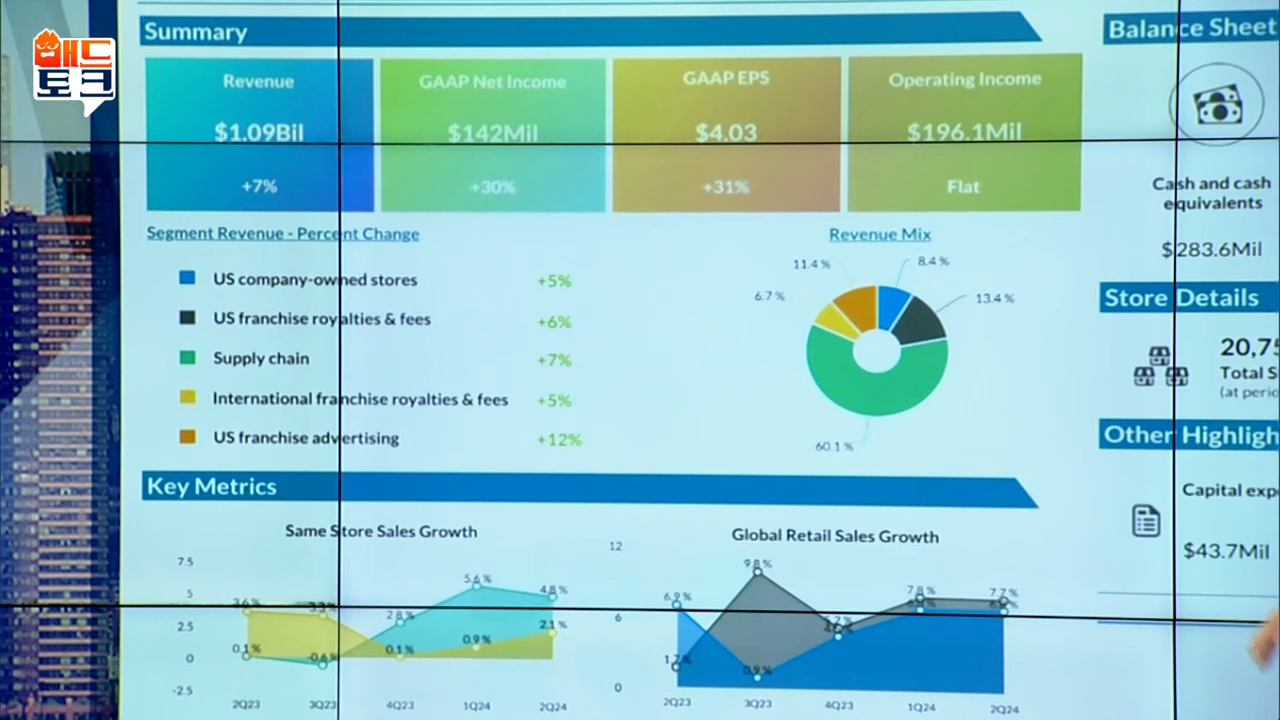 매드
토크
Summary
Revenue
$1.09Bil
+7%
GAAP Net Income
$142Mil
+30%
GAAP EPS
$4.03
+31%
Operating Income
$196.1Mil
Flat
Segment Revenue - Percent Change
US company-owned stores +5%
US franchise royalties & fees +6%
Supply chain +7%
International franchise royalties & fees +5%
US franchise advertising +12%
Revenue Mix
11.4%
8.4%
6.7%
13.4%
60.1%
Key Metrics
Same Store Sales Growth
7.5
5
2.5
0
-2.5
3.6%
3.3%
2.8%
5.6%
4.8%
0.1%
-0.6%
0.1%
0.9%
2.1%
2Q23 3Q23 4Q23 1Q24 2Q24
Global Retail Sales Growth
12
6
0
6.9%
9.8%
7.8%
7.7%
1.7%
0.9%
2Q23 3Q23 4Q23 1Q24 2Q24
Balance Sheet
Cash and cash
equivalents
$283.6Mil
Store Details
20,75
Total S
(at perio
Other Highligh
Capital exp
$43.7Mil